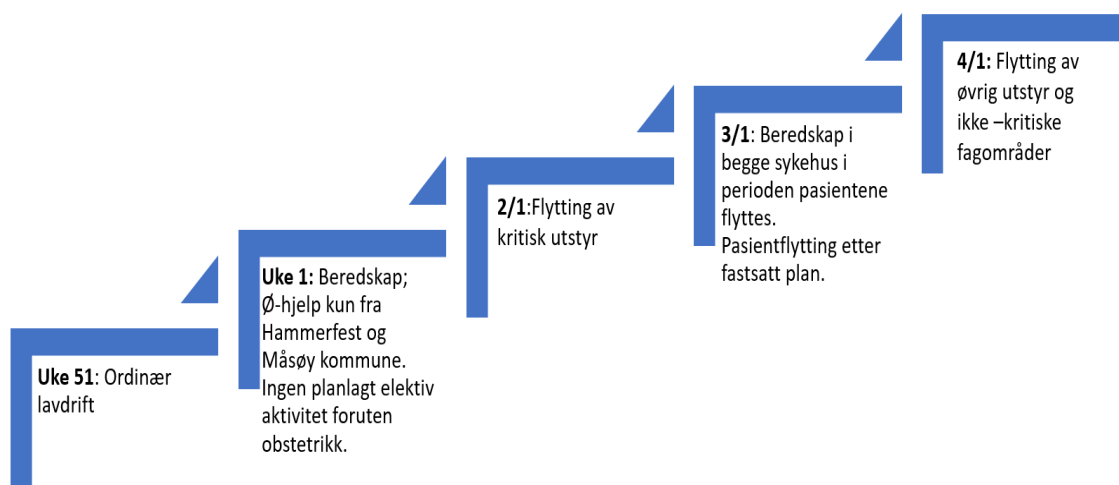 Uke 51: Ordinær
lavdrift
Uke 1: Beredskap;
Ø-hjelp kun fra
Hammerfest og
Måsøy kommune.
Ingen planlagt elektiv
aktivitet foruten
obstetrikk.
2/1:Flytting av
kritisk utstyr
3/1: Beredskap i
begge sykehus i
perioden pasientene
flyttes.
Pasientflytting etter
fastsatt plan.
4/1: Flytting av
øvrig utstyr og
ikke –kritiske
fagområder